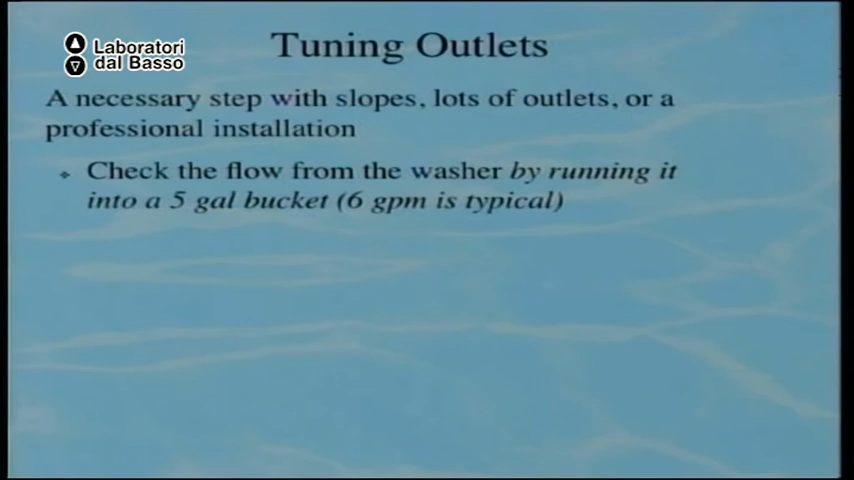 Laboratori
dal Basso
Tuning Outlets
A necessary step with slopes, lots of outlets, or a
professional installation
Check the flow from the washer by running it
into a 5 gal bucket (6 gpm is typical)